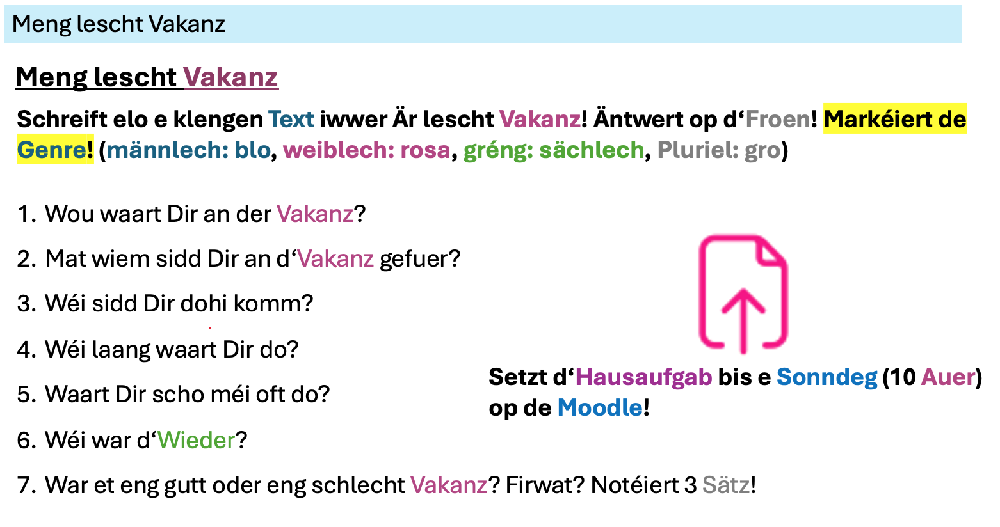 Meng lescht Vakanz
Meng lescht Vakanz
Schreift elo e klengen Text iwwer Är lescht Vakanz! Äntwert op d‘Froen! Markéiert de
Genre! (männlech: blo, weiblech: rosa, gréng: sächlech, Pluriel: gro)
1. Wou waart Dir an der Vakanz?
2. Mat wiem sidd Dir an d‘Vakanz gefuer?
3. Wéi sidd Dir dohi komm?
4. Wéi laang waart Dir do?
5. Waart Dir scho méi oft do?
6. Wéi war d‘Wieder?
7. War et eng gutt oder eng schlecht Vakanz? Firwat? Notéiert 3 Sätz!
Setzt d‘Hausaufgab bis e Sonndeg (10 Auer)
op de Moodle!